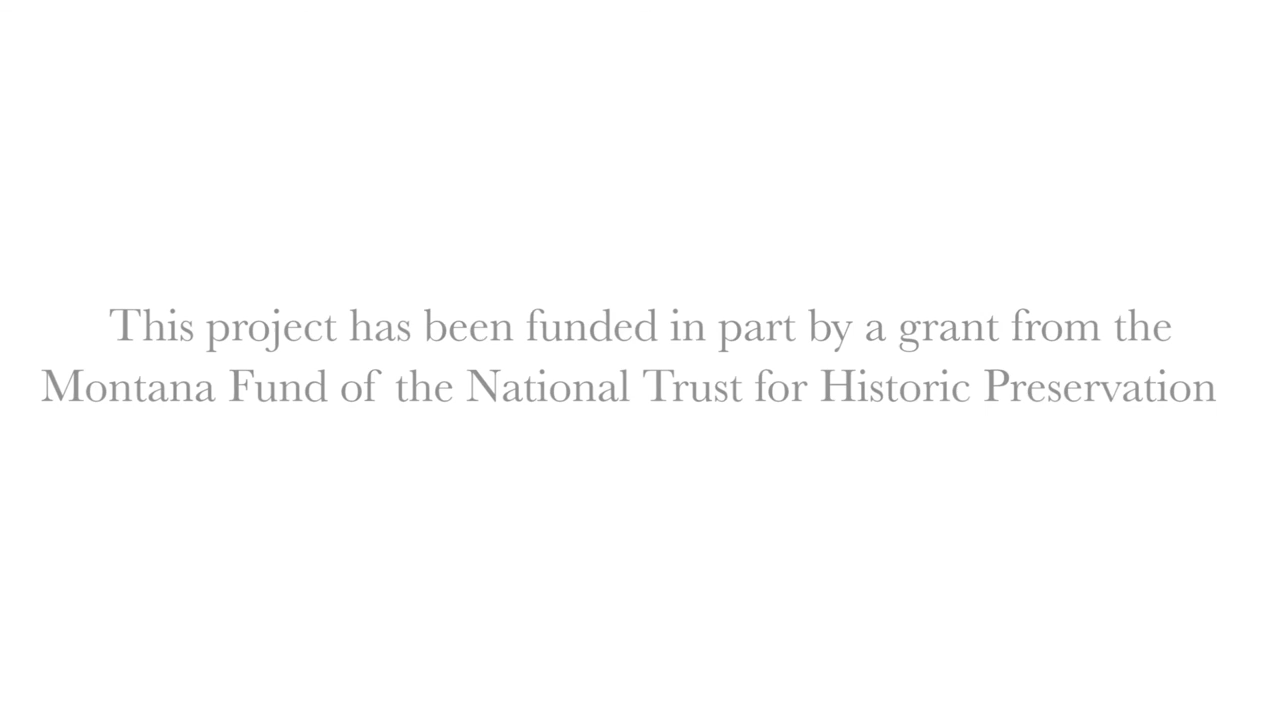 This project has been funded in part by a grant from the
Montana Fund of the National Trust for Historic Preservation